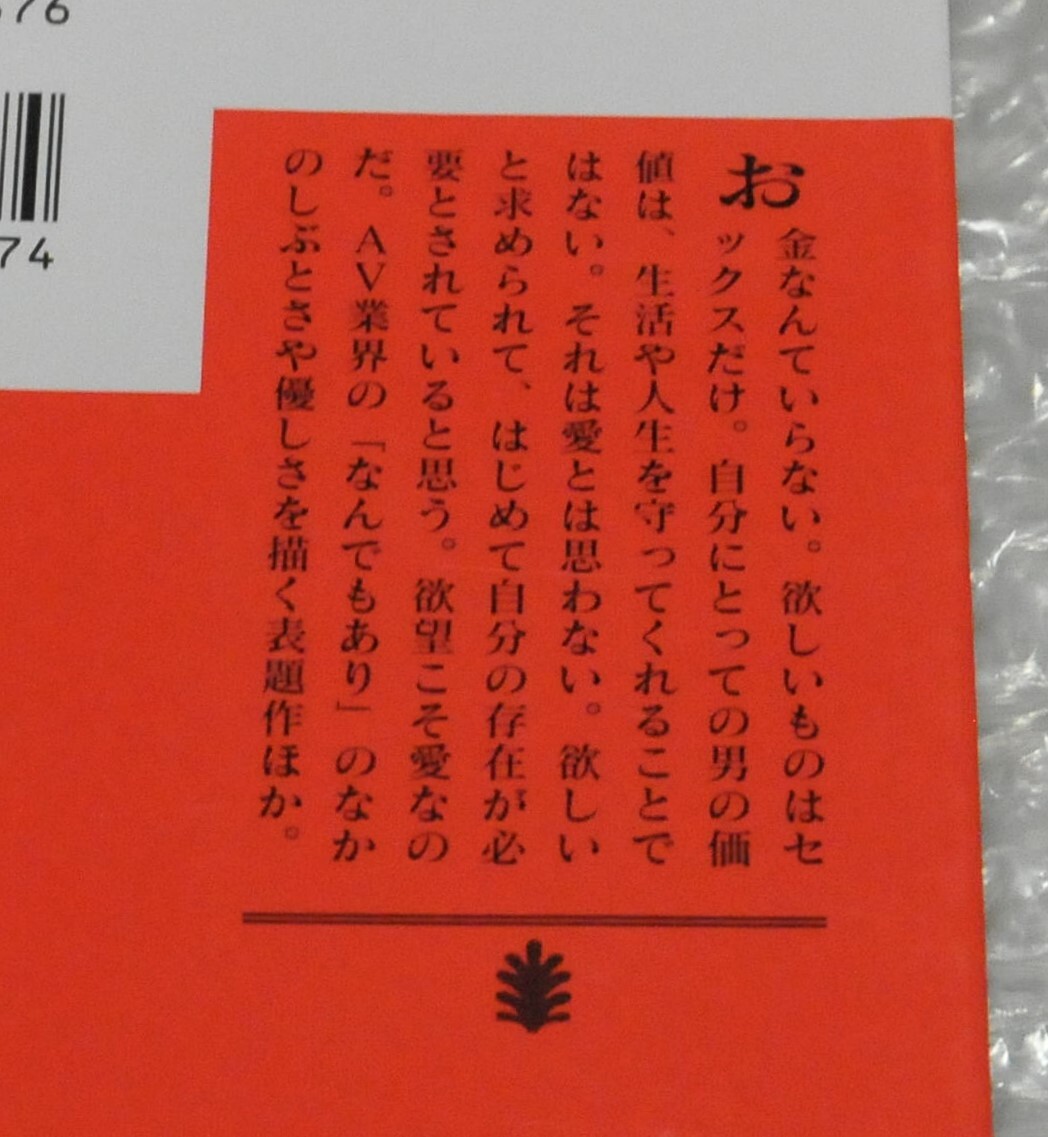 お金なんていらない。欲しいものはセ
ックスだけ。自分にとっての男の価
値は、生活や人生を守ってくれることで
はない。それは愛とは思わない。欲しい
と求められて、はじめて自分の存在が必
要とされていると思う。欲望こそ愛なの
だ。AV業界の「なんでもあり」のなか
のしぶとさや優しさを描く表題作ほか。
76
74